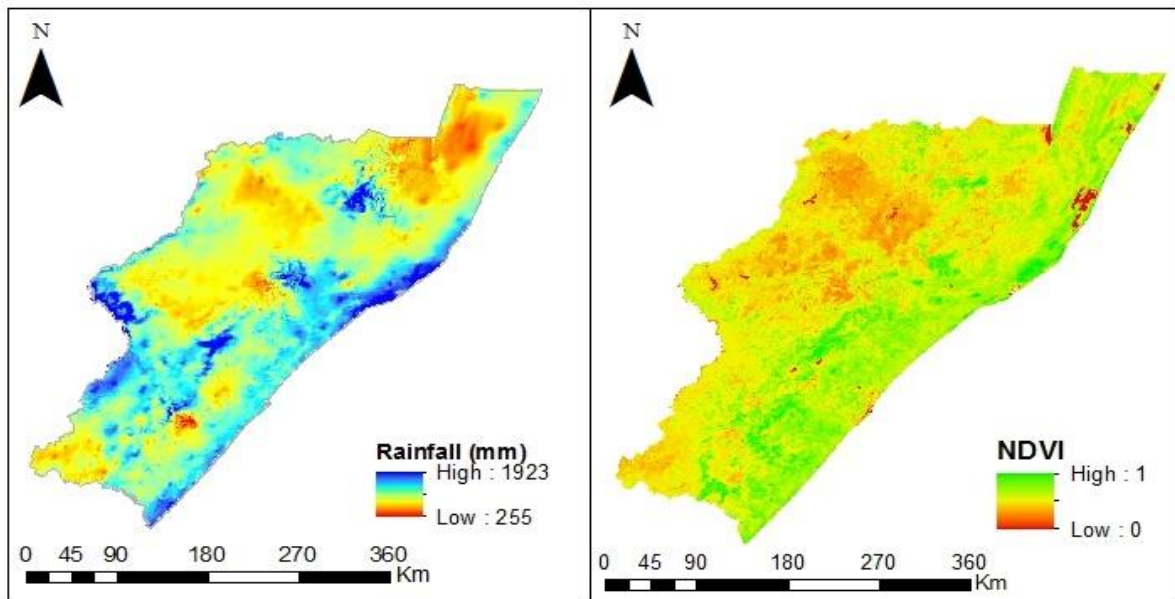 N
Rainfall (mm)
High : 1923
Low : 255
0 45 90 180 270 360
Km
N
NDVI
High : 1
Low : 0
0 45 90 180 270 360
Km